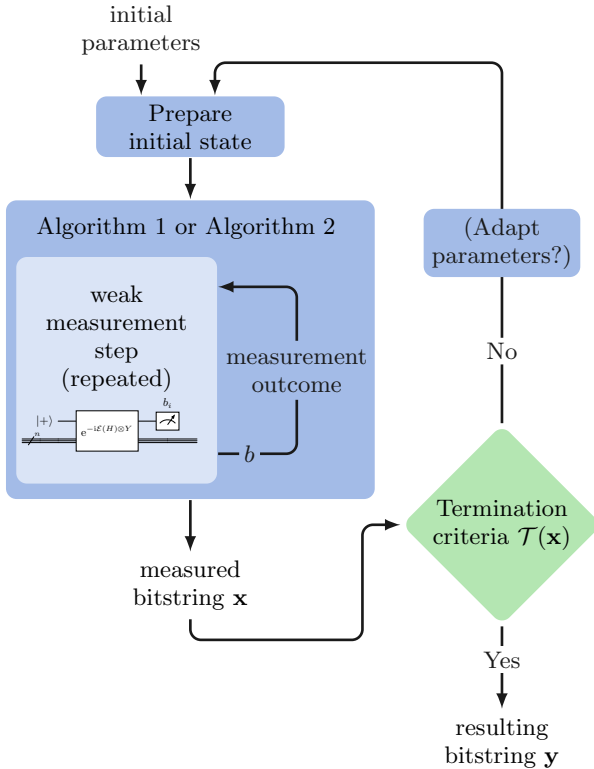 initial
parameters
Prepare
initial state
Algorithm 1 or Algorithm 2
weak
measurement
step
(repeated)
|+⟩
n
e^{−iℰ(H)⊗Y}
b_i
measurement
outcome
b
measured
bitstring x
(Adapt
parameters?)
No
Termination
criteria 𝒯(x)
Yes
resulting
bitstring y